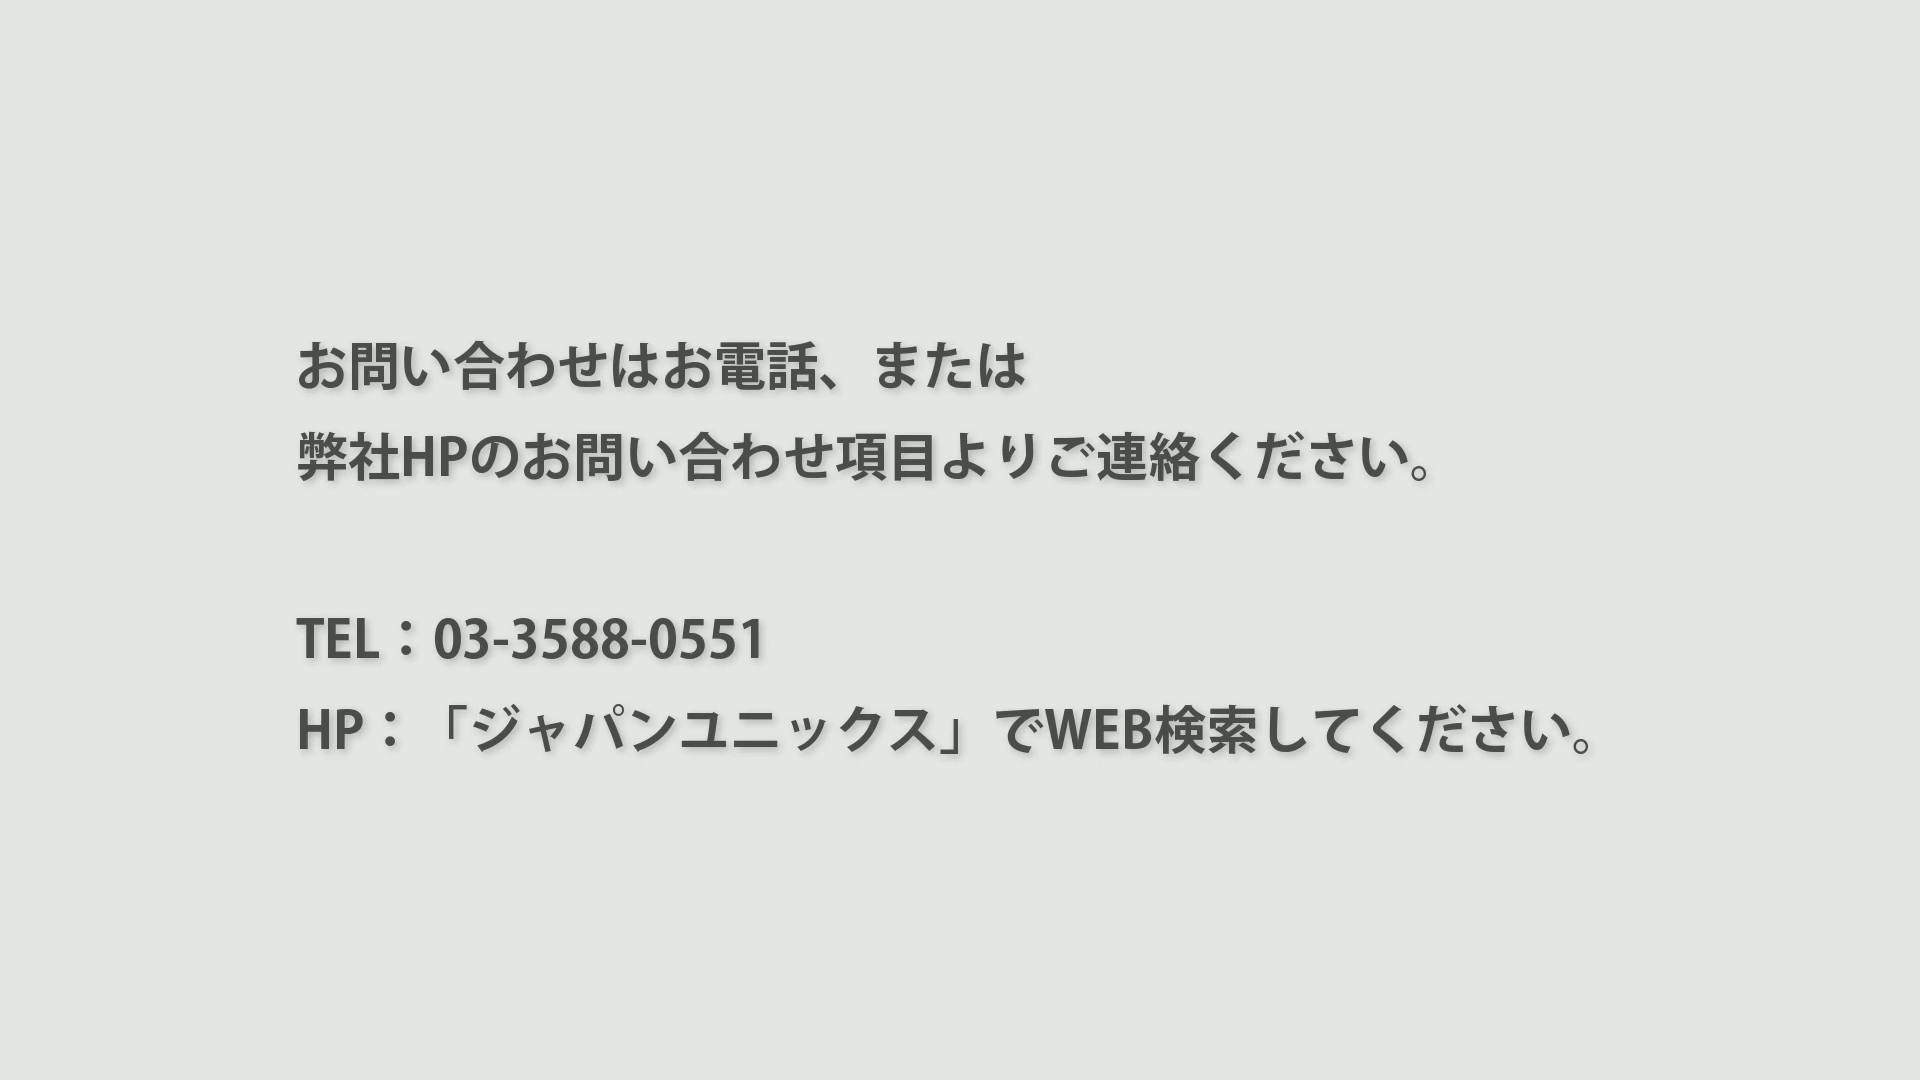 お問い合わせはお電話、または
弊社HPのお問い合わせ項目よりご連絡ください。
TEL：03-3588-0551
HP：「ジャパンユニックス」でWEB検索してください。